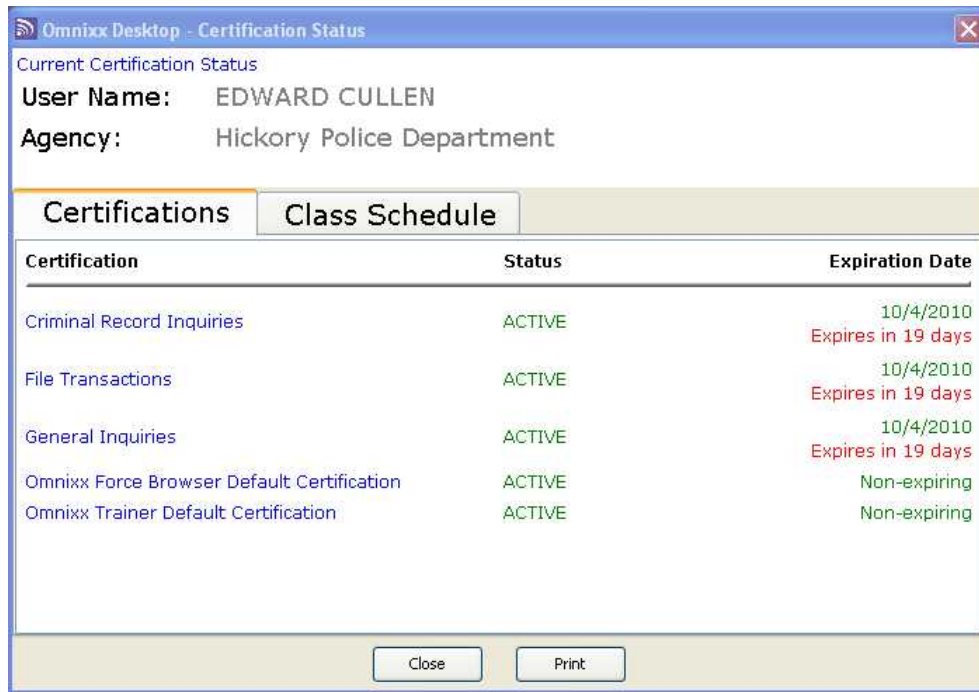 Omnixx Desktop - Certification Status
Current Certification Status
User Name: EDWARD CULLEN
Agency: Hickory Police Department
Certifications Class Schedule
Certification Status Expiration Date
Criminal Record Inquiries ACTIVE 10/4/2010
Expires in 19 days
File Transactions ACTIVE 10/4/2010
Expires in 19 days
General Inquiries ACTIVE 10/4/2010
Expires in 19 days
Omnixx Force Browser Default Certification ACTIVE Non-expiring
Omnixx Trainer Default Certification ACTIVE Non-expiring
Close Print